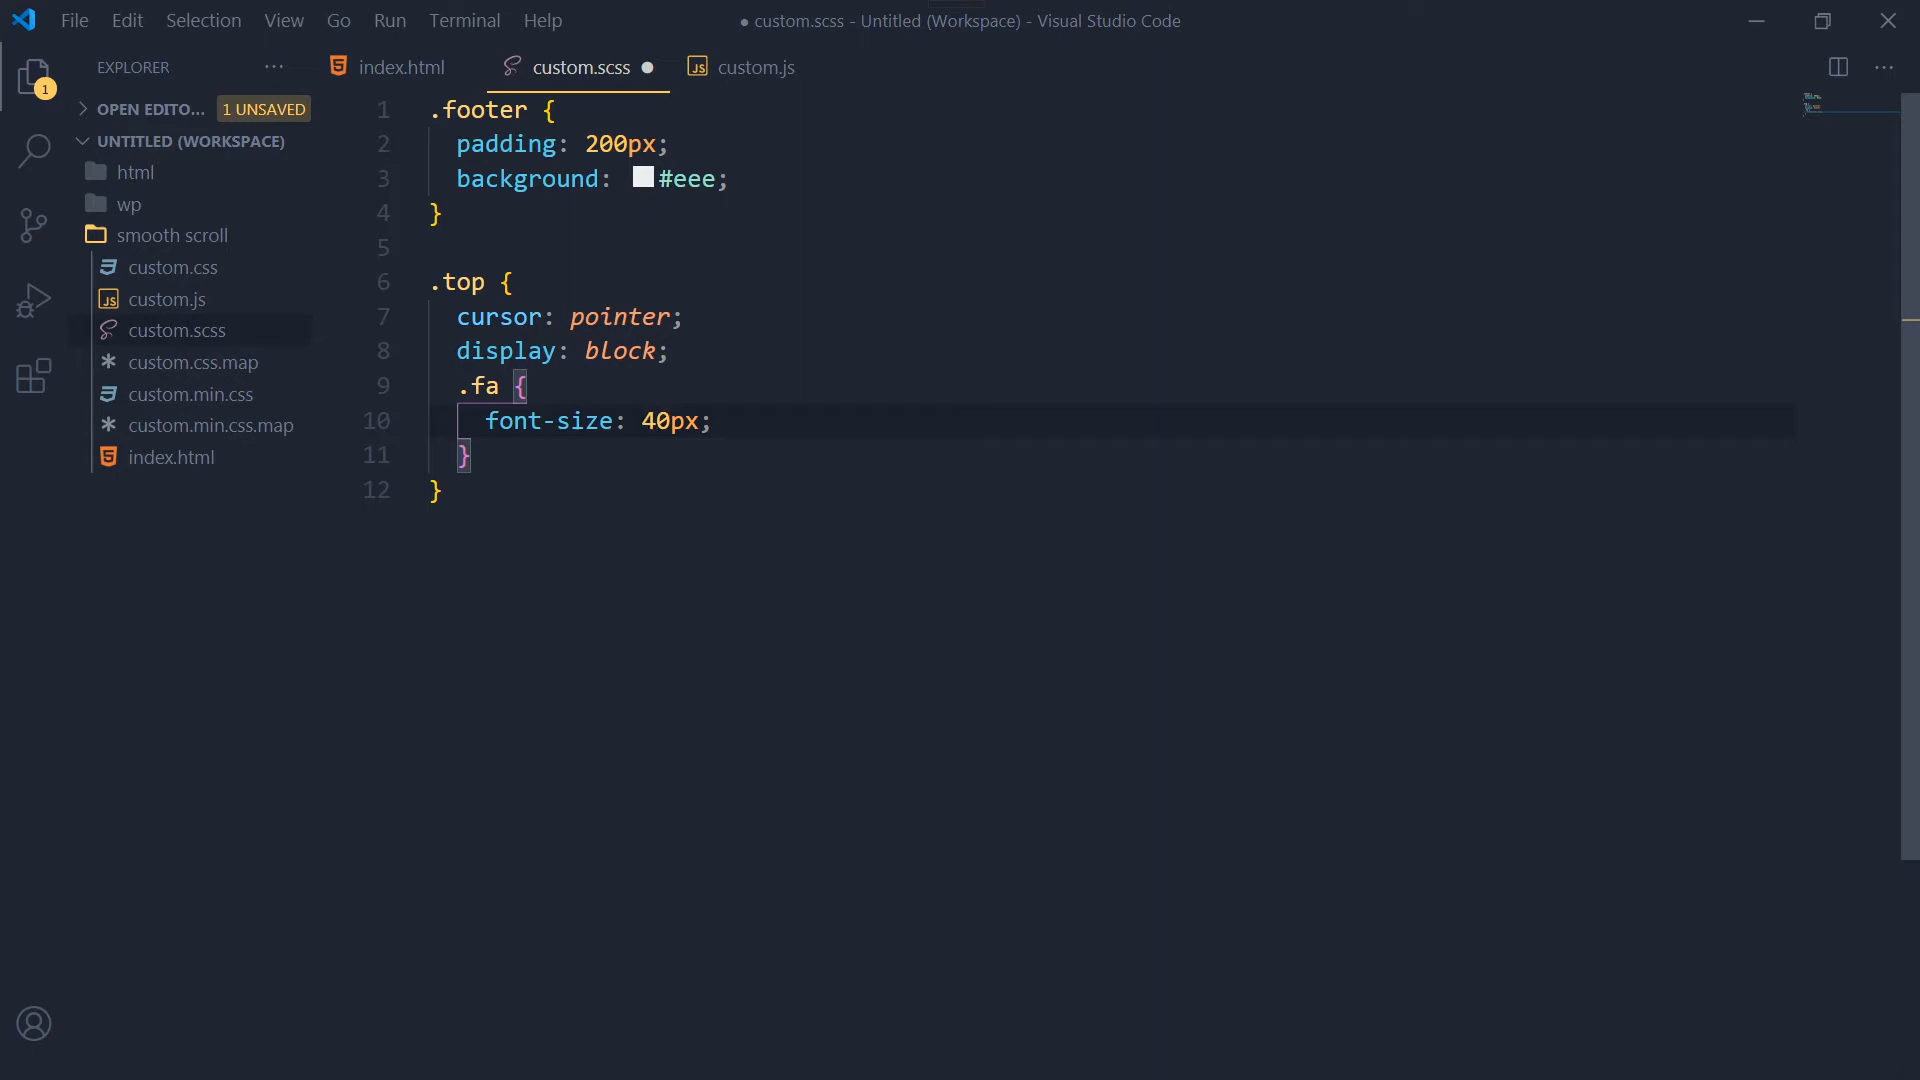 File Edit Selection View Go Run Terminal Help
● custom.scss - Untitled (Workspace) - Visual Studio Code
1
EXPLORER
OPEN EDITO... 1 UNSAVED
UNTITLED (WORKSPACE)
html
wp
smooth scroll
custom.css
custom.js
custom.scss
custom.css.map
custom.min.css
custom.min.css.map
index.html
index.html custom.scss ● custom.js
1 .footer {
2 padding: 200px;
3 background: #eee;
4 }
5
6 .top {
7 cursor: pointer;
8 display: block;
9 .fa {
10 font-size: 40px;
11 }
12 }